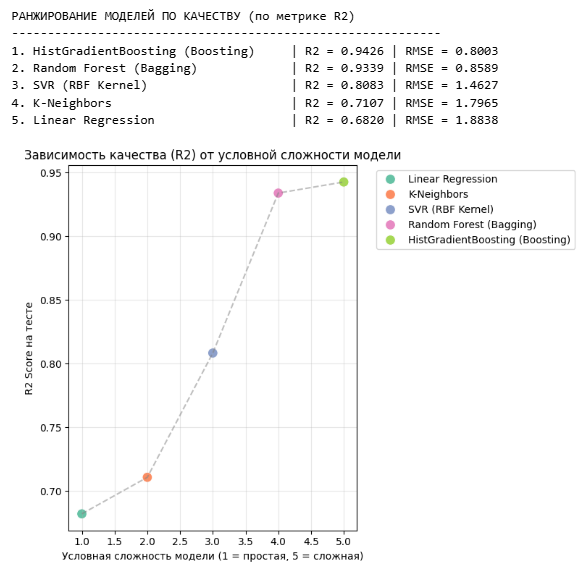 РАНЖИРОВАНИЕ МОДЕЛЕЙ ПО КАЧЕСТВУ (по метрике R2)
------------------------------------------------------------
1. HistGradientBoosting (Boosting) | R2 = 0.9426 | RMSE = 0.8003
2. Random Forest (Bagging) | R2 = 0.9339 | RMSE = 0.8589
3. SVR (RBF Kernel) | R2 = 0.8083 | RMSE = 1.4627
4. K-Neighbors | R2 = 0.7107 | RMSE = 1.7965
5. Linear Regression | R2 = 0.6820 | RMSE = 1.8838
Зависимость качества (R2) от условной сложности модели
Linear Regression
K-Neighbors
SVR (RBF Kernel)
Random Forest (Bagging)
HistGradientBoosting (Boosting)
R2 Score на тесте
0.95
0.90
0.85
0.80
0.75
0.70
1.0 1.5 2.0 2.5 3.0 3.5 4.0 4.5 5.0
Условная сложность модели (1 = простая, 5 = сложная)